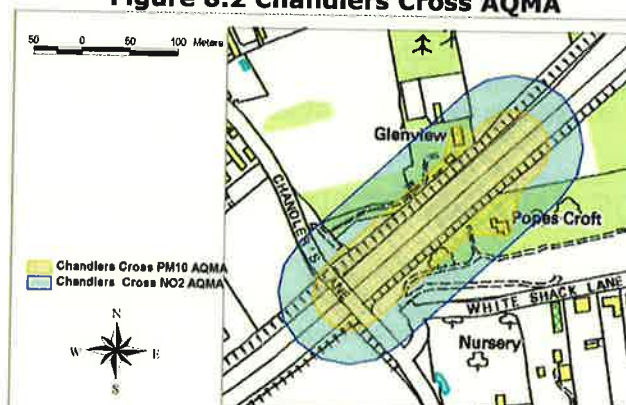 Figure 8.2 Chandlers Cross AQMA
50 0 50 100 Meters
Glenview
CHANDLER'S LANE
Popes Croft
Chandlers Cross PM10 AQMA
Chandlers Cross NO2 AQMA
WHITE SHACK LANE
N
W E
S
Nursery